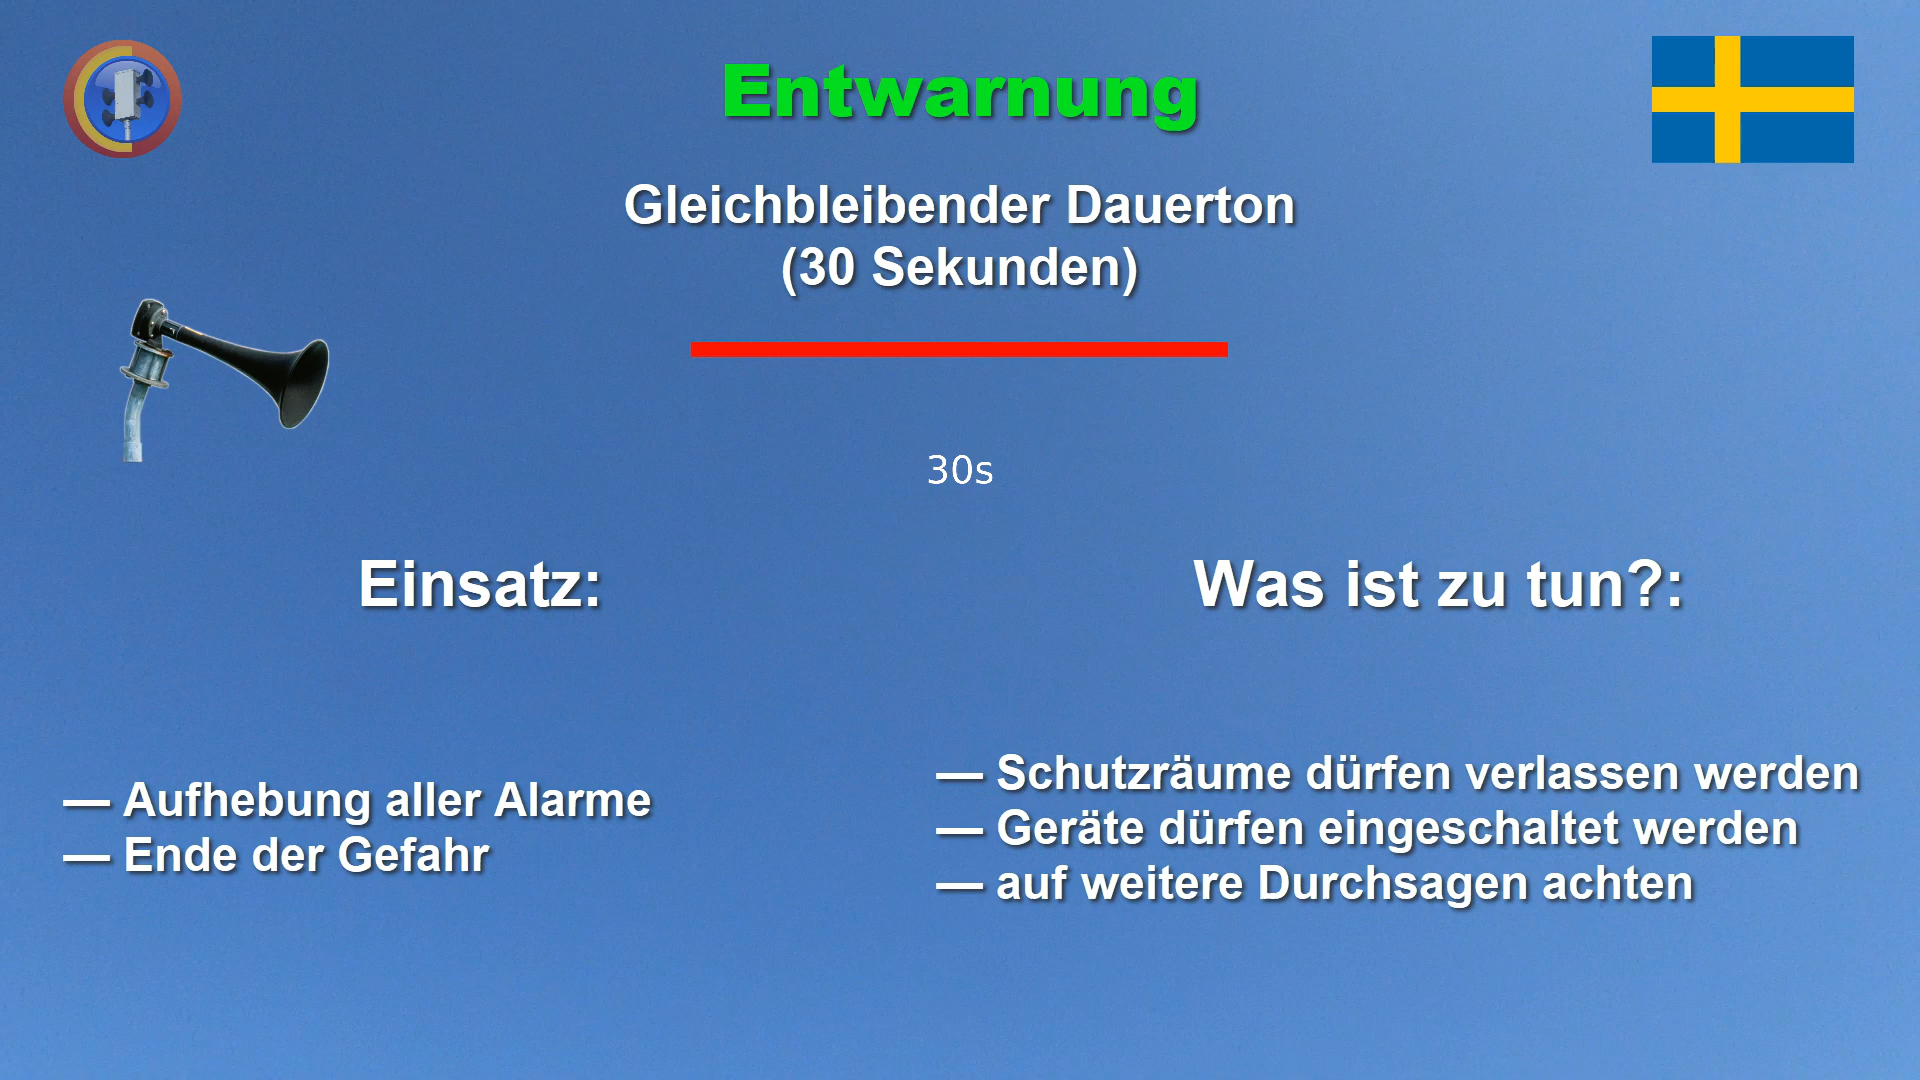 Entwarnung
Gleichbleibender Dauerton
(30 Sekunden)
30s
Einsatz:
— Aufhebung aller Alarme
— Ende der Gefahr
Was ist zu tun?:
— Schutzräume dürfen verlassen werden
— Geräte dürfen eingeschaltet werden
— auf weitere Durchsagen achten